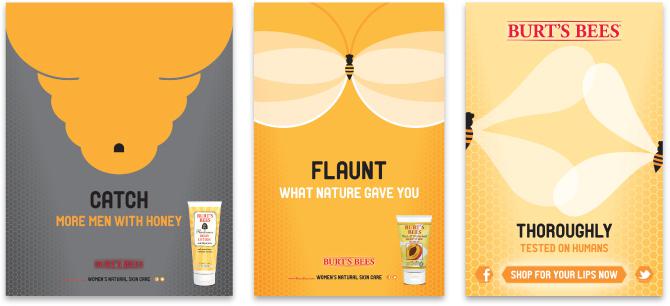 CATCH
MORE MEN WITH HONEY
BURT'S BEES
BURT'S BEES
WOMEN'S NATURAL SKIN CARE
FLAUNT
WHAT NATURE GAVE YOU
BURT'S BEES
BURT'S BEES
WOMEN'S NATURAL SKIN CARE
BURT'S BEES
THOROUGHLY
TESTED ON HUMANS
SHOP FOR YOUR LIPS NOW